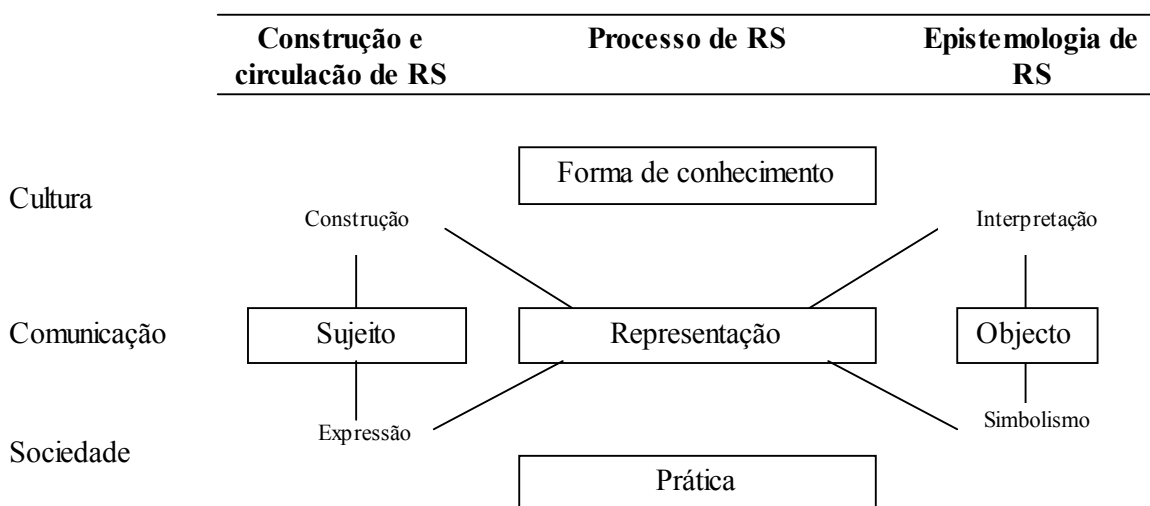 Construção e
circulacão de RS
Processo de RS
Epistemologia de
RS
Forma de conhecimento
Cultura
Construção
Interpretação
Comunicação
Sujeito
Representação
Objecto
Expressão
Simbolismo
Sociedade
Prática